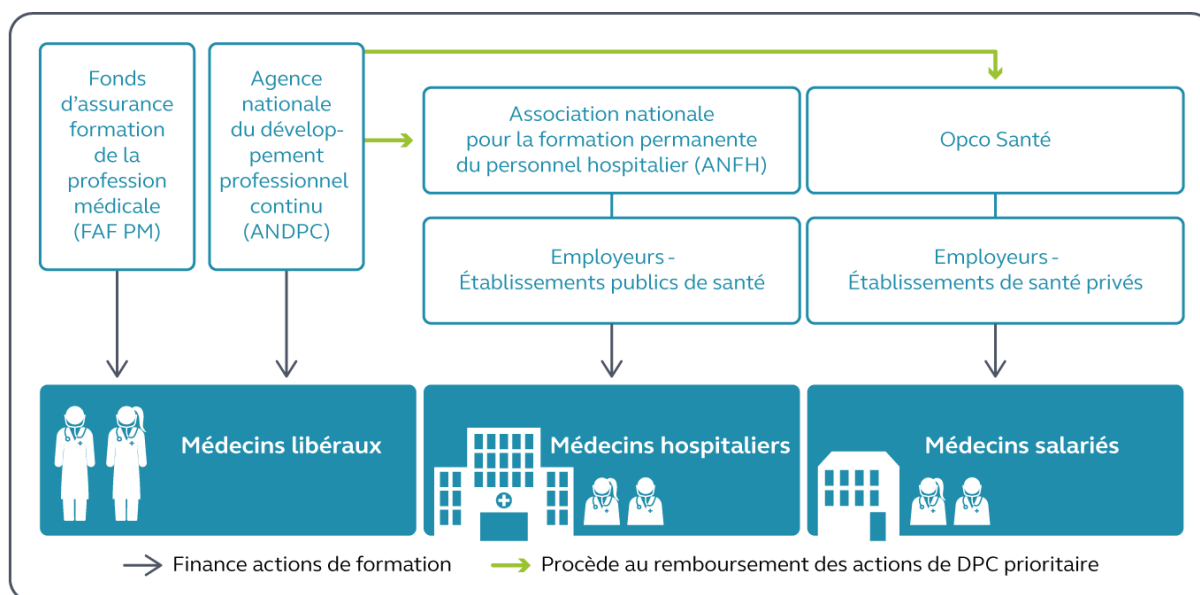 Fonds
d’assurance
formation
de la
profession
médicale
(FAF PM)
Agence
nationale
du dévelop-
pement
professionnel
continu
(ANDPC)
Association nationale
pour la formation permanente
du personnel hospitalier (ANFH)
Opco Santé
Employeurs -
Établissements publics de santé
Employeurs -
Établissements de santé privés
Médecins libéraux
Médecins hospitaliers
Médecins salariés
Finance actions de formation
Procède au remboursement des actions de DPC prioritaire